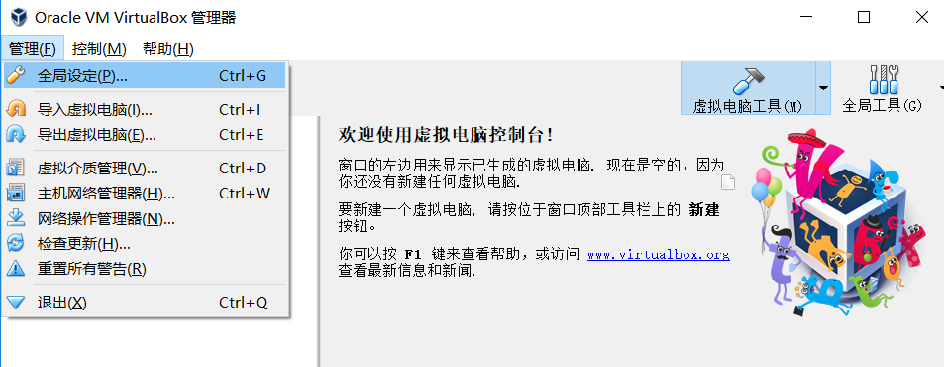 Oracle VM VirtualBox 管理器
管理(F) 控制(M) 帮助(H)
全局设定(P)... Ctrl+G
导入虚拟电脑(I)... Ctrl+I
导出虚拟电脑(E)... Ctrl+E
虚拟介质管理(V)... Ctrl+D
主机网络管理器(H)... Ctrl+W
网络操作管理器(N)...
检查更新(H)...
重置所有警告(R)
退出(X) Ctrl+Q
虚拟电脑工具(M) 全局工具(G)
欢迎使用虚拟电脑控制台!
窗口的左边用来显示已生成的虚拟电脑. 现在是空的, 因为
你还没有新建任何虚拟电脑.
要新建一个虚拟电脑, 请按位于窗口顶部工具栏上的 新建
按钮。
你可以按 F1 键来查看帮助, 或访问 www.virtualbox.org
查看最新信息和新闻.